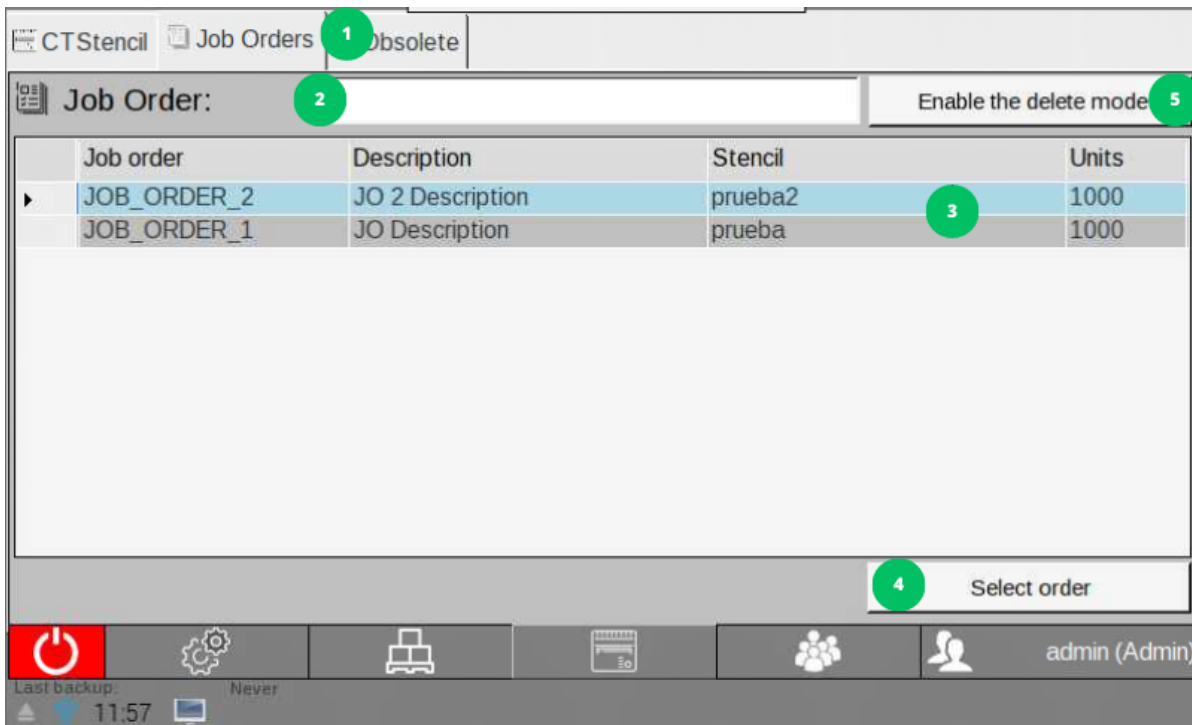 CTStencil Job Orders 1 Obsolete
Job Order: 2 Enable the delete mode 5
Job order Description Stencil Units
JOB_ORDER_2 JO 2 Description prueba2 1000
3
JOB_ORDER_1 JO Description prueba 1000
4 Select order
admin (Admin)
Last backup: Never
11:57